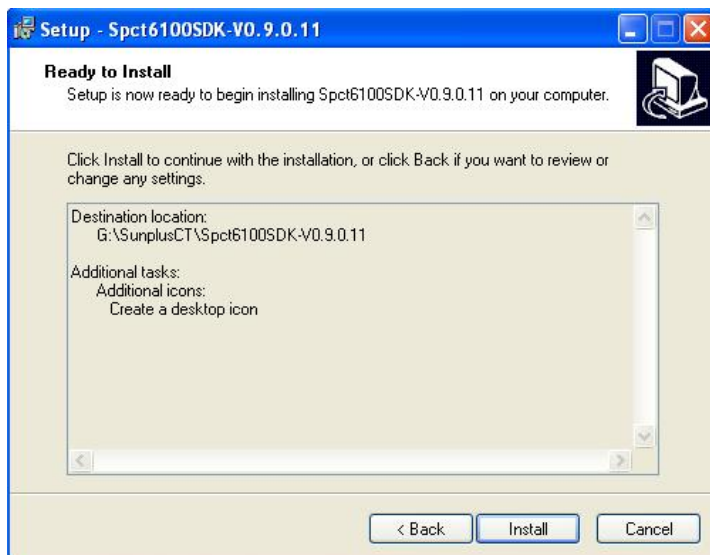 Setup - Spct6100SDK-V0.9.0.11
Ready to Install
Setup is now ready to begin installing Spct6100SDK-V0.9.0.11 on your computer.
Click Install to continue with the installation, or click Back if you want to review or
change any settings.
Destination location:
G:\SunplusCT\Spct6100SDK-V0.9.0.11
Additional tasks:
Additional icons:
Create a desktop icon
< Back
Install
Cancel